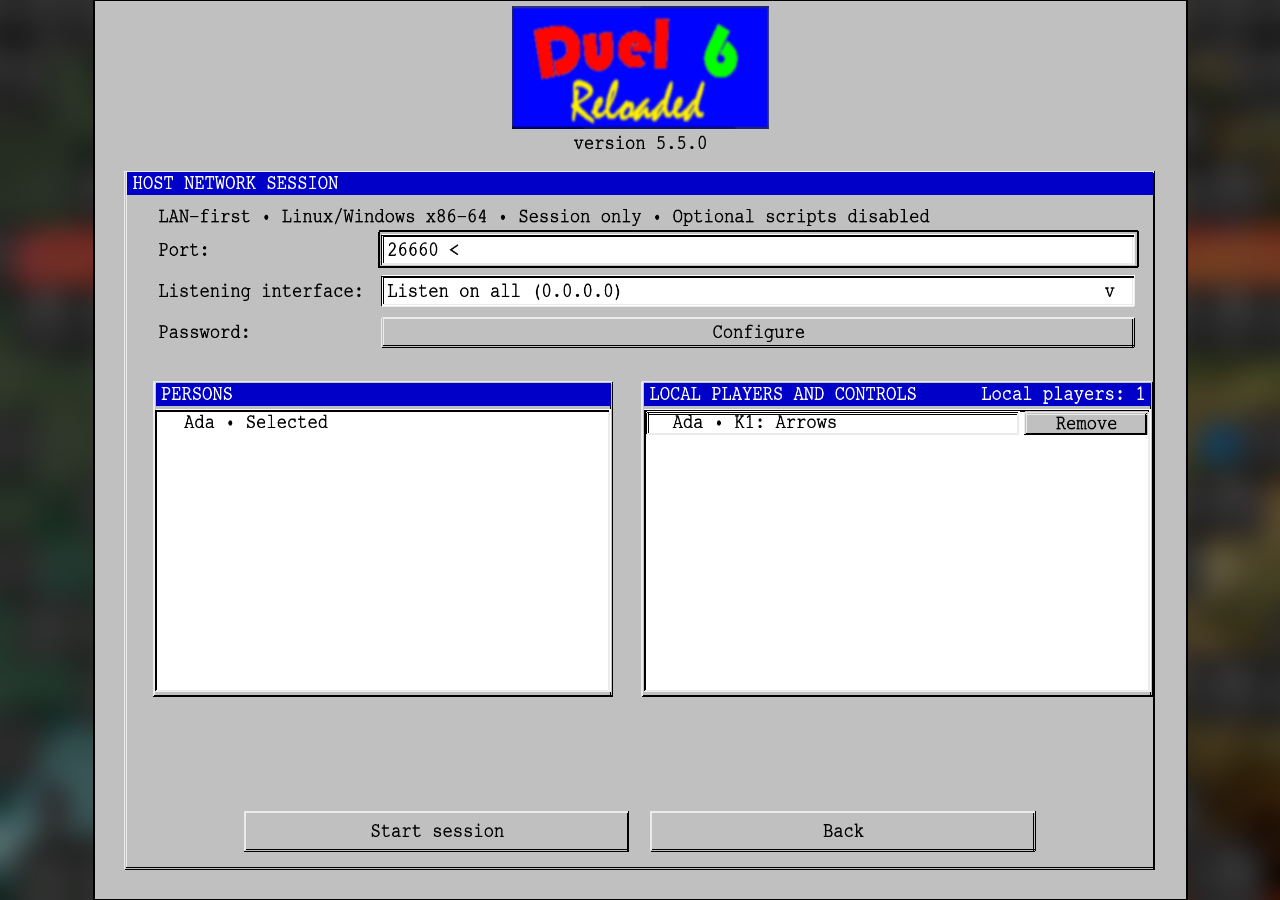 Duel 6
Reloaded
version 5.5.0
HOST NETWORK SESSION
LAN-first • Linux/Windows x86-64 • Session only • Optional scripts disabled
Port: 26660 <
Listening interface: Listen on all (0.0.0.0) v
Password: Configure
PERSONS
Ada • Selected
LOCAL PLAYERS AND CONTROLS Local players: 1
Ada • K1: Arrows Remove
Start session Back